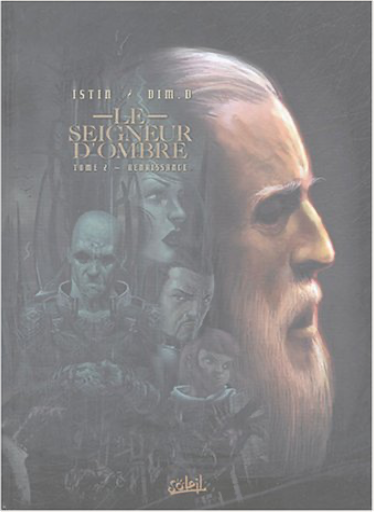 ISTIN DIM.D
—LE—
SEIGNEUR
D'OMBRE
TOME 2 – RENAISSANCE
SOLEIL